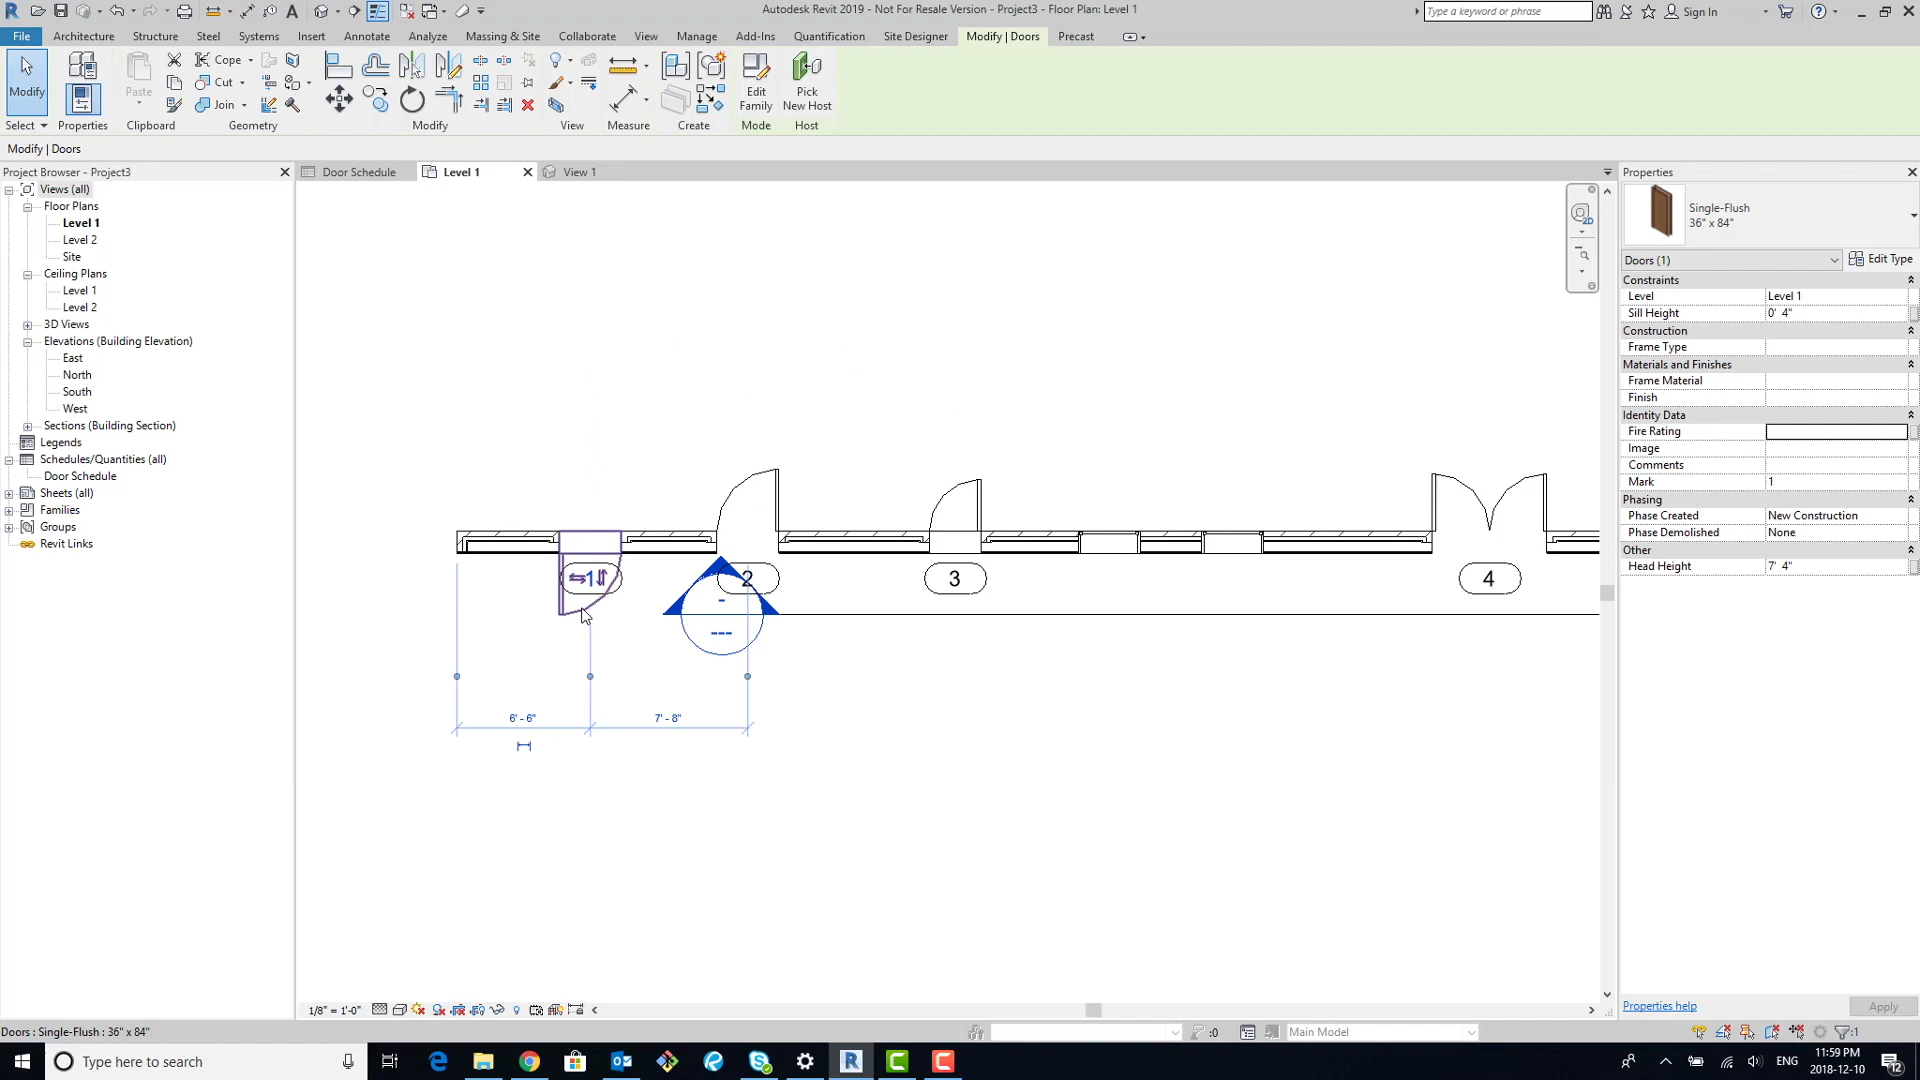 Autodesk Revit 2019 - Not For Resale Version - Project3 - Floor Plan: Level 1
Type a keyword or phrase
Sign In
File Architecture Structure Steel Systems Insert Annotate Analyze Massing & Site Collaborate View Manage Add-Ins Quantification Site Designer Modify | Doors Precast
Modify
Paste
Cope
Cut
Join
Edit Family
Pick New Host
Select Properties Clipboard Geometry Modify View Measure Create Mode Host
Modify | Doors
Project Browser - Project3
Views (all)
Floor Plans
Level 1
Level 2
Site
Ceiling Plans
Level 1
Level 2
3D Views
Elevations (Building Elevation)
East
North
South
West
Sections (Building Section)
Legends
Schedules/Quantities (all)
Door Schedule
Sheets (all)
Families
Groups
Revit Links
Door Schedule Level 1 View 1
2D
1 2 3 4
-
---
6' - 6" 7' - 8"
1/8" = 1'-0"
Properties
Single-Flush
36" x 84"
Doors (1) Edit Type
Constraints
Level Level 1
Sill Height 0' 4"
Construction
Frame Type
Materials and Finishes
Frame Material
Finish
Identity Data
Fire Rating
Image
Comments
Mark 1
Phasing
Phase Created New Construction
Phase Demolished None
Other
Head Height 7' 4"
Properties help Apply
Doors : Single-Flush : 36" x 84"
:0
Main Model
:1
Type here to search
ENG
11:59 PM
2018-12-10
12